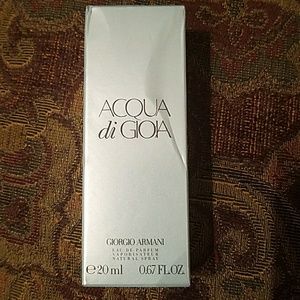 ACQUA
di GIOIA
GIORGIO ARMANI
EAU DE PARFUM
VAPORISATEUR
NATURAL SPRAY
℮ 20 ml 0.67 FL.OZ.